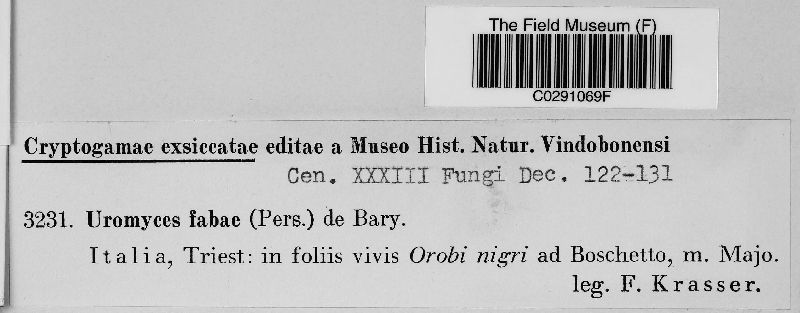 The Field Museum (F)
C0291069F
Cryptogamae exsiccatae editae a Museo Hist. Natur. Vindobonensi
Cen. XXXIII Fungi Dec. 122-131
3231. Uromyces fabae (Pers.) de Bary.
Italia, Triest: in foliis vivis Orobi nigri ad Boschetto, m. Majo.
leg. F. Krasser.